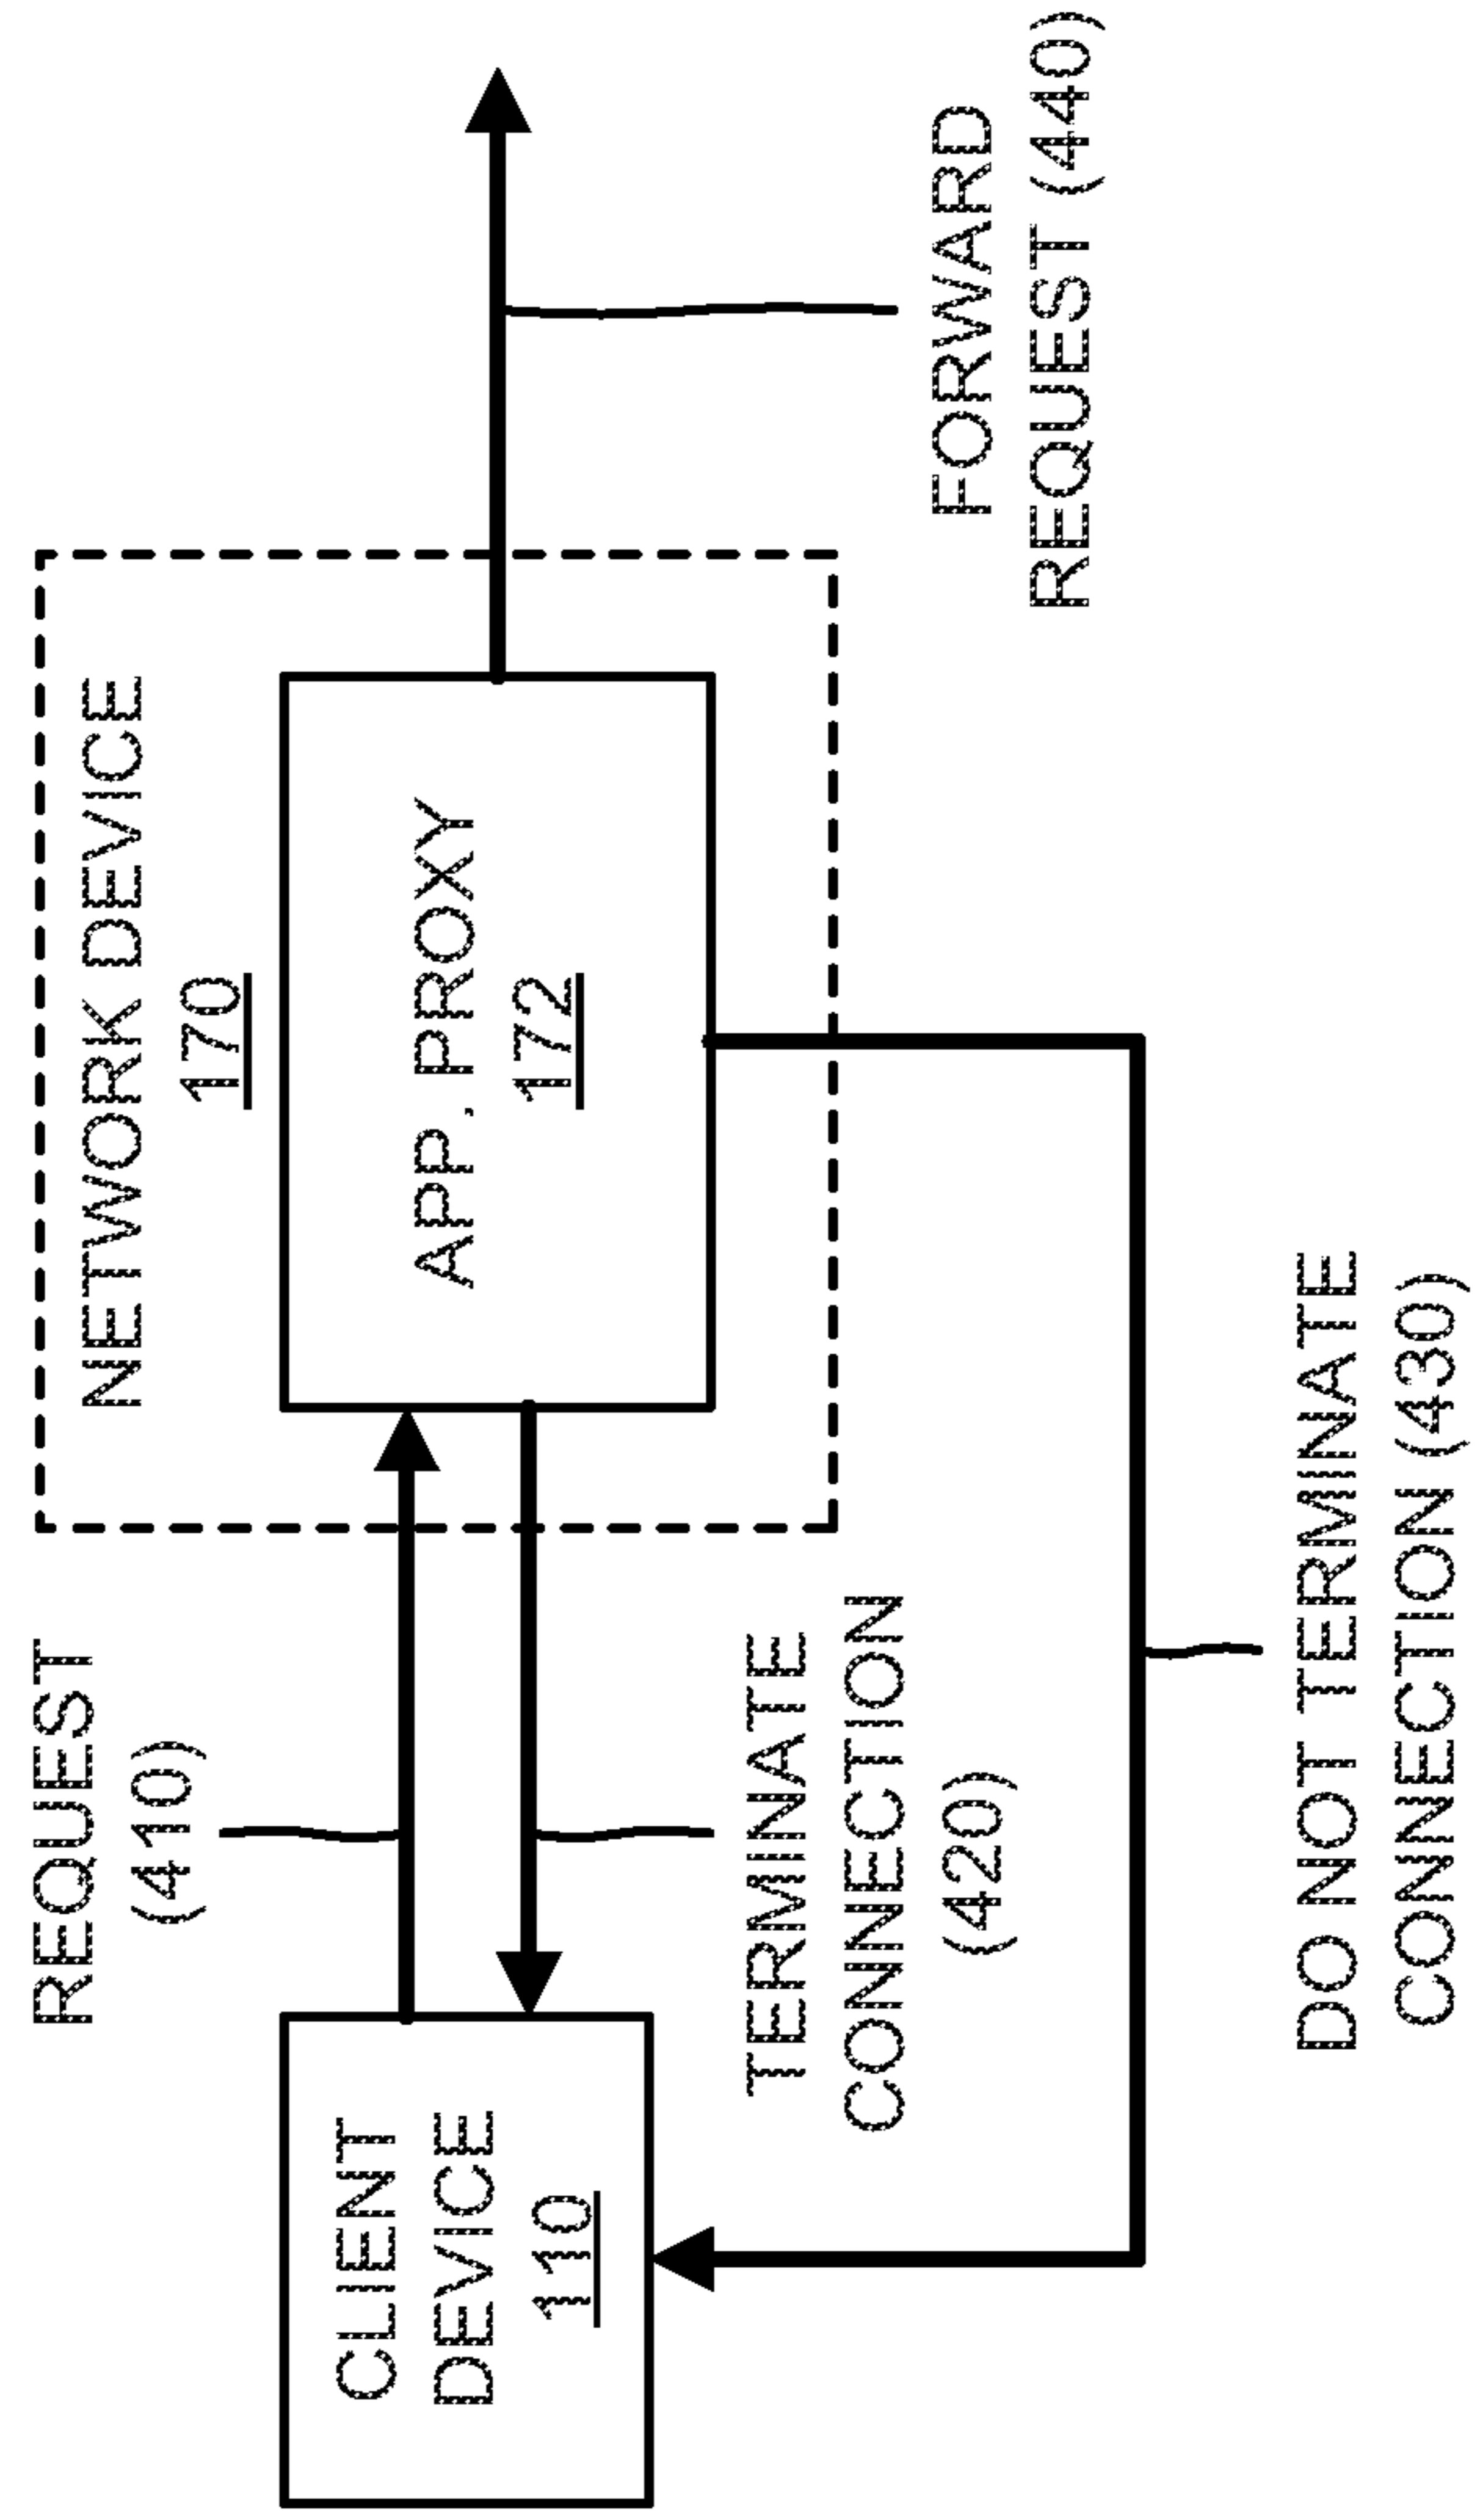 REQUEST
(410)
NETWORK DEVICE
170
CLIENT
DEVICE
110
APP. PROXY
172
TERMINATE
CONNECTION
(420)
FORWARD
REQUEST (440)
DO NOT TERMINATE
CONNECTION (430)